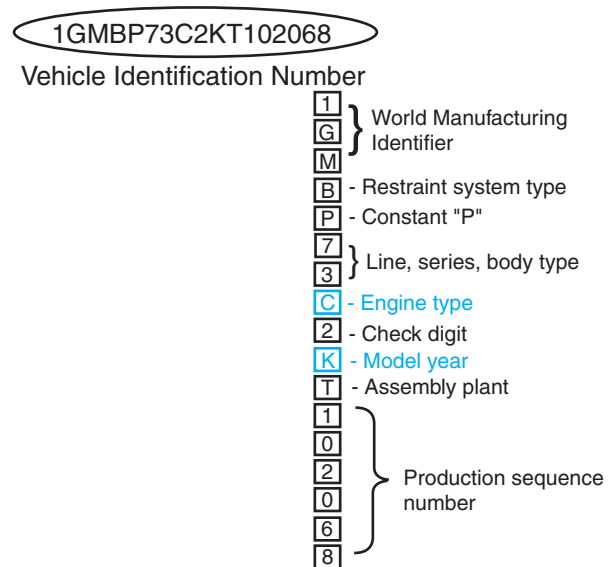 1GMBP73C2KT102068
Vehicle Identification Number
1
G
M
World Manufacturing
Identifier
B - Restraint system type
P - Constant "P"
7
3
Line, series, body type
C - Engine type
2 - Check digit
K - Model year
T - Assembly plant
1
0
2
0
6
8
Production sequence
number